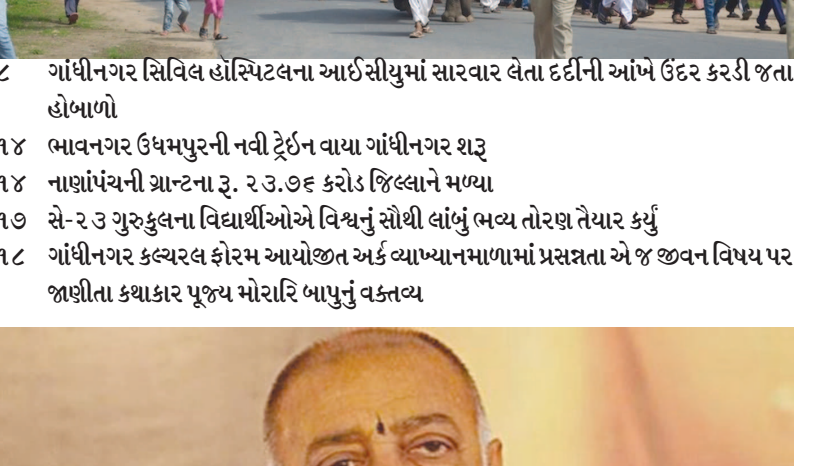 ૮ ગાંધીનગર સિવિલ હૉસ્પિટલના આઈસીયુમાં સારવાર લેતા દર્દીની આંખે ઉંદર કરડી જતા
હોબાળો
૧૪ ભાવનગર ઉધમપુરની નવી ટ્રેઇન વાયા ગાંધીનગર શરૂ
૧૪ નાણાંપંચની ગ્રાન્ટના રૂ. ૨૩.૭૬ કરોડ જિલ્લાને મળ્યા
૧૭ સે-૨૩ ગુરુકુલના વિદ્યાર્થીઓએ વિશ્વનું સૌથી લાંબું ભવ્ય તોરણ તૈયાર કર્યું
૧૮ ગાંધીનગર કલ્ચરલ ફોરમ આયોજીત અર્ક વ્યાખ્યાનમાળામાં પ્રસન્નતા એ જ જીવન વિષય પર
જાણીતા કથાકાર પૂજ્ય મોરારિ બાપુનું વક્તવ્ય